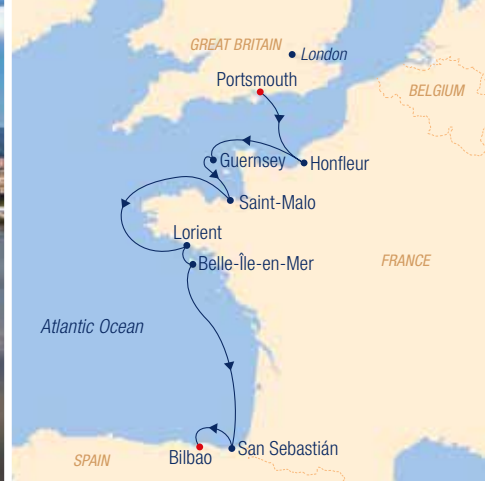 GREAT BRITAIN
London
Portsmouth
BELGIUM
Guernsey
Honfleur
Saint-Malo
Lorient
Belle-Île-en-Mer
FRANCE
Atlantic Ocean
San Sebastián
Bilbao
SPAIN